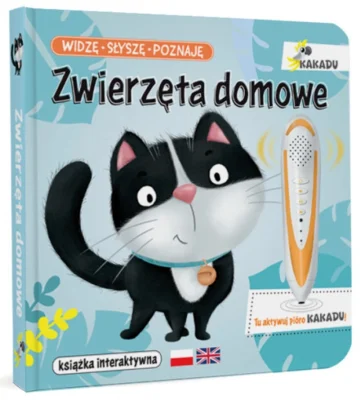 WIDZĘ • SŁYSZĘ • POZNAJĘ
KAKADU
Zwierzęta domowe
Zwierzęta domowe
Tu aktywuj pióro KAKADU!
książka interaktywna